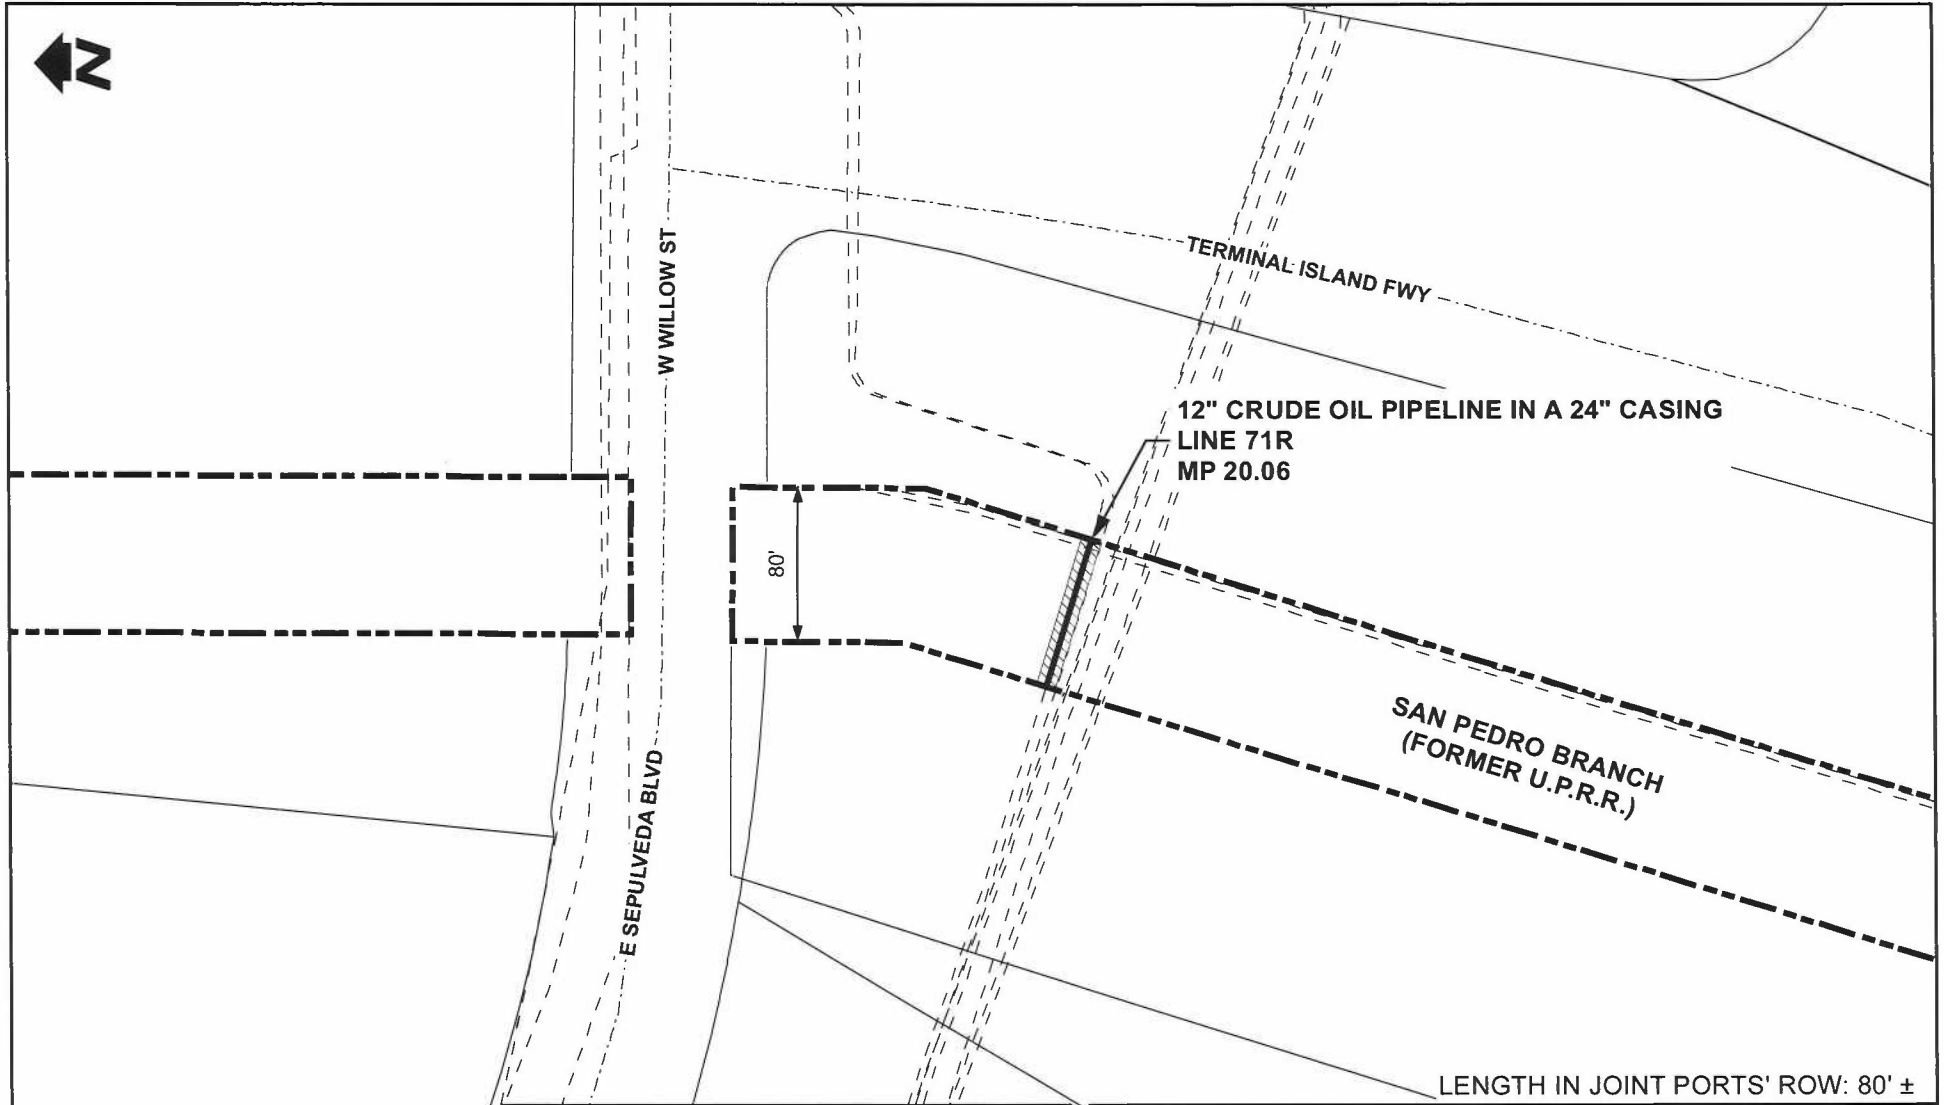 N
W WILLOW ST
TERMINAL ISLAND FWY
12" CRUDE OIL PIPELINE IN A 24" CASING
LINE 71R
MP 20.06
80'
SAN PEDRO BRANCH
(FORMER U.P.R.R.)
E SEPULVEDA BLVD
LENGTH IN JOINT PORTS' ROW: 80' ±